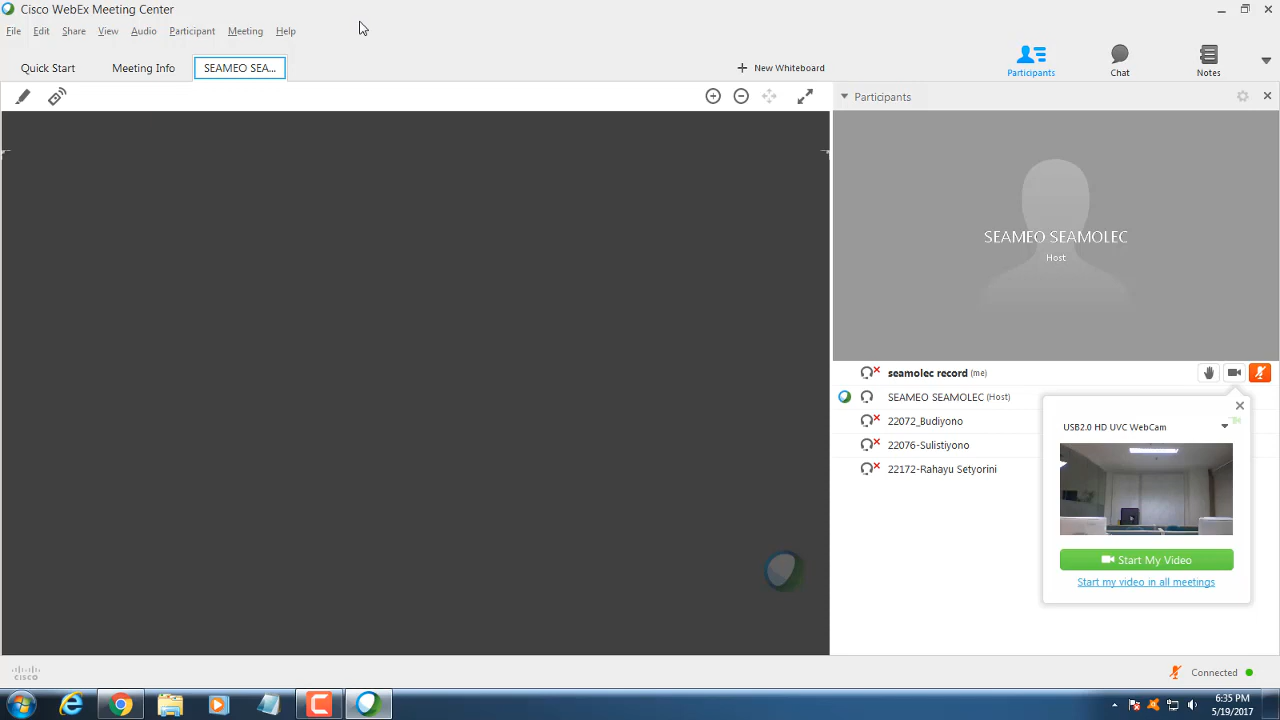 Cisco WebEx Meeting Center
File Edit Share View Audio Participant Meeting Help
Quick Start Meeting Info SEAMEO SEA... New Whiteboard
Participants Chat Notes
Participants
SEAMEO SEAMOLEC
Host
seamolec record (me)
SEAMEO SEAMOLEC (Host)
22072_Budiyono
22076-Sulistiyono
22172-Rahayu Setyorini
USB2.0 HD UVC WebCam
Start My Video
Start my video in all meetings
cisco
Connected
6:35 PM
5/19/2017